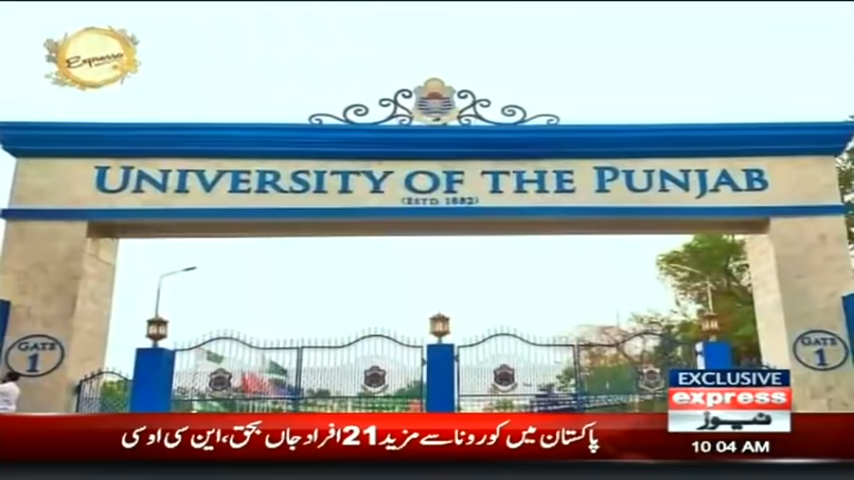 Expresso
UNIVERSITY OF THE PUNJAB
(ESTD 1882)
GATE
1
GATE
1
EXCLUSIVE
express
نیوز
پاکستان میں کورونا سے مزید 21 افراد جاں بحق، این سی او سی
10:04 AM